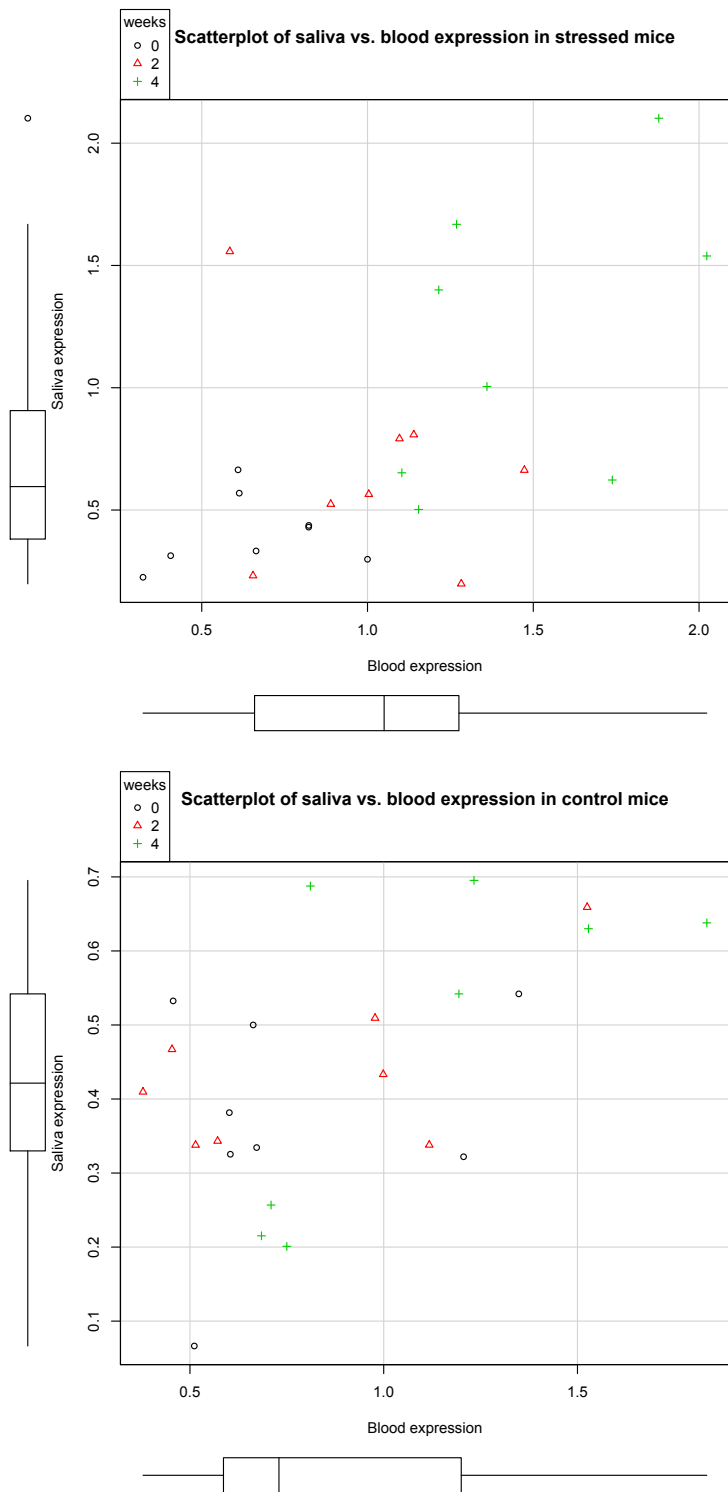 weeks
0
2
4
Scatterplot of saliva vs. blood expression in stressed mice
Saliva expression
2.0
1.5
1.0
0.5
0.5 1.0 1.5 2.0
Blood expression
weeks
0
2
4
Scatterplot of saliva vs. blood expression in control mice
Saliva expression
0.7
0.6
0.5
0.4
0.3
0.2
0.1
0.5 1.0 1.5
Blood expression